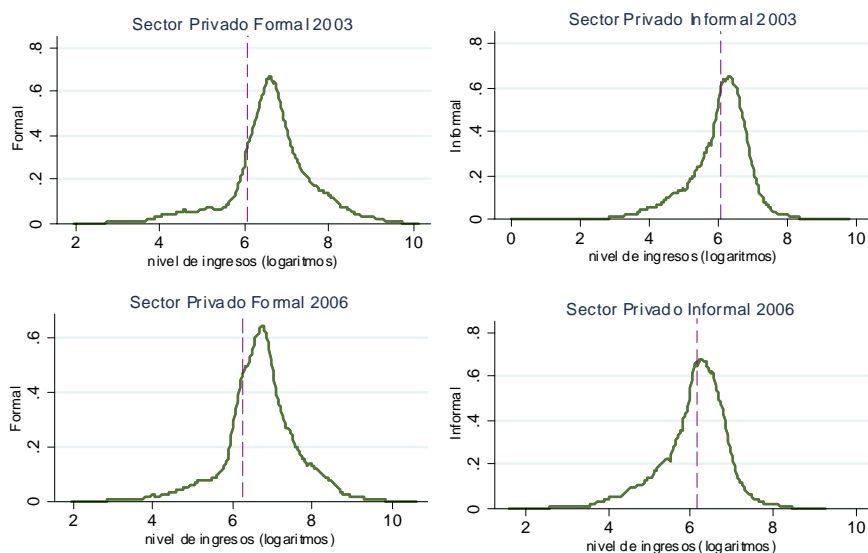 Sector Privado Formal 2003
.8
.6
.4
.2
0
Formal
2 4 6 8 10
nivel de ingresos (logaritmos)
Sector Privado Informal 2003
.8
.6
.4
.2
0
Informal
0 2 4 6 8 10
nivel de ingresos (logaritmos)
Sector Privado Formal 2006
.6
.4
.2
0
Formal
2 4 6 8 10
nivel de ingresos (logaritmos)
Sector Privado Informal 2006
.8
.6
.4
.2
0
Informal
2 4 6 8 10
nivel de ingresos (logaritmos)